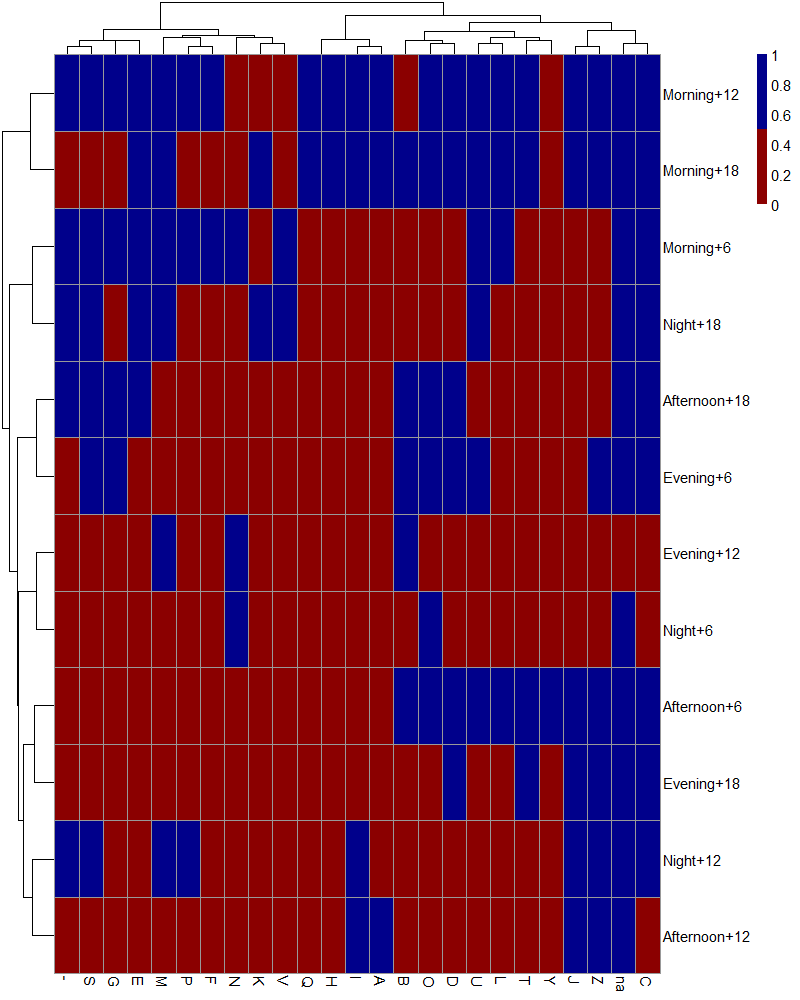 1
0.8
0.6
0.4
0.2
0
Morning+12
Morning+18
Morning+6
Night+18
Afternoon+18
Evening+6
Evening+12
Night+6
Afternoon+6
Evening+18
Night+12
Afternoon+12
- S G E M P F N K V Q H I A B O D U L T Y J Z na C